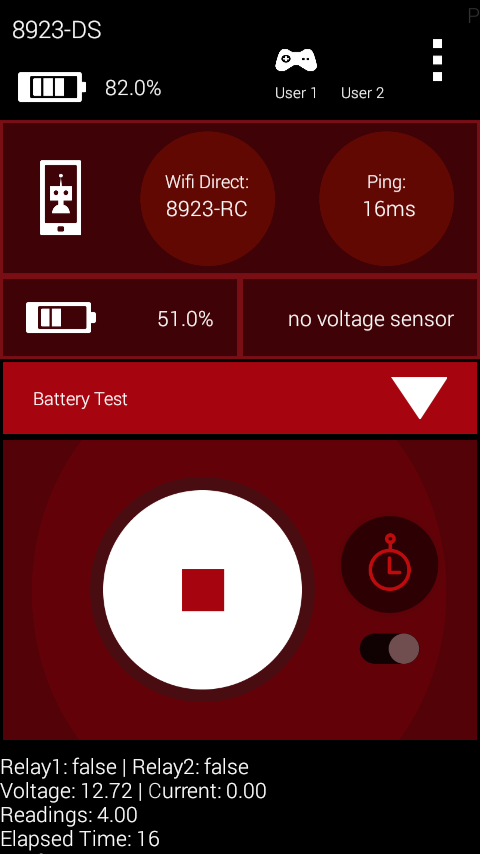 P
8923-DS
82.0%
User 1 User 2
Wifi Direct:
8923-RC
Ping:
16ms
51.0%
no voltage sensor
Battery Test
Relay1: false | Relay2: false
Voltage: 12.72 | Current: 0.00
Readings: 4.00
Elapsed Time: 16